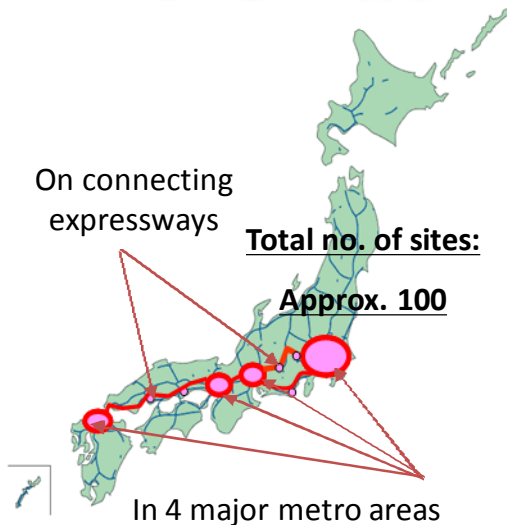 On connecting
expressways
Total no. of sites:
Approx. 100
In 4 major metro areas